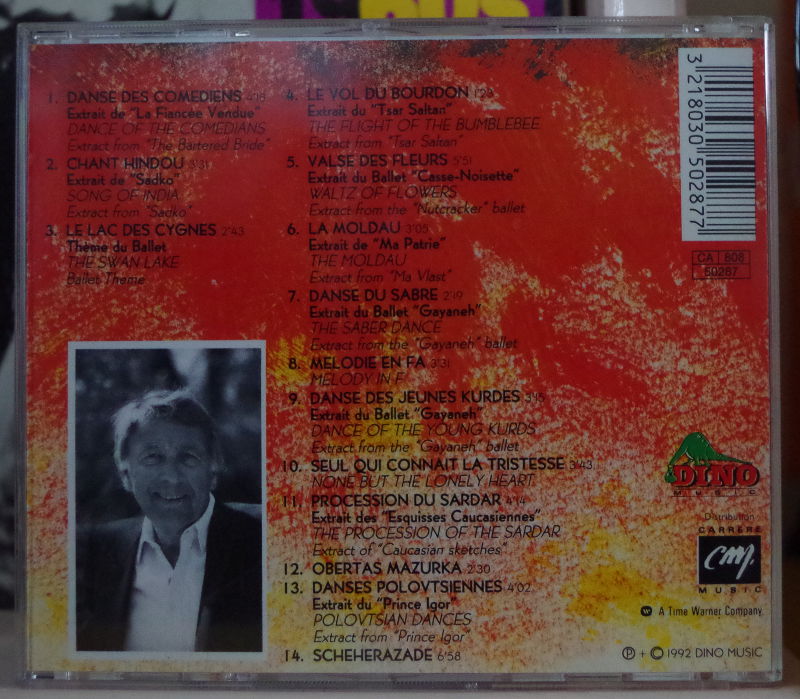 1. DANSE DES COMEDIENS 4'18
Extrait de "La Fiancée Vendue"
DANCE OF THE COMEDIANS
Extract from "The Bartered Bride"
2. CHANT HINDOU 3'31
Extrait de "Sadko"
SONG OF INDIA
Extract from "Sadko"
3. LE LAC DES CYGNES 2'43
Thème du Ballet
THE SWAN LAKE
Ballet Theme
4. LE VOL DU BOURDON 1'29
Extrait du "Tsar Saltan"
THE FLIGHT OF THE BUMBLEBEE
Extract from "Tsar Saltan"
5. VALSE DES FLEURS 5'51
Extrait du Ballet "Casse-Noisette"
WALTZ OF FLOWERS
Extract from the "Nutcracker" ballet
6. LA MOLDAU 3'05
Extrait de "Ma Patrie"
THE MOLDAU
Extract from "Ma Vlast"
7. DANSE DU SABRE 2'19
Extrait du Ballet "Gayaneh"
THE SABER DANCE
Extract from the "Gayaneh" ballet
8. MELODIE EN FA 3'31
MELODY IN F
9. DANSE DES JEUNES KURDES 3'15
Extrait du Ballet "Gayaneh"
DANCE OF THE YOUNG KURDS
Extract from the "Gayaneh" ballet
10. SEUL QUI CONNAIT LA TRISTESSE 3'43
NONE BUT THE LONELY HEART
11. PROCESSION DU SARDAR 4'14
Extrait des "Esquisses Caucasiennes"
THE PROCESSION OF THE SARDAR
Extract of "Caucasian sketches"
12. OBERTAS MAZURKA 2'30
13. DANSES POLOVTSIENNES 4'02
Extrait du "Prince Igor"
POLOVTSIAN DANCES
Extract from "Prince Igor"
14. SCHEHERAZADE 6'58
3 218030 502877
CA 808
50287
DINO
MUSIC
Distribution
CARRERE
CM
MUSIC
A Time Warner Company
℗ + © 1992 DINO MUSIC